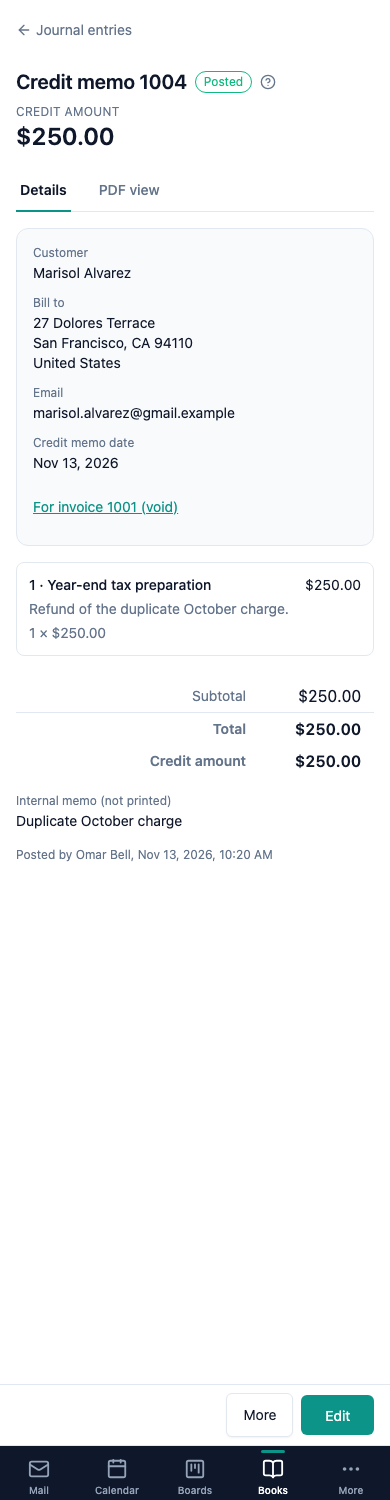 Journal entries
Credit memo 1004 Posted
CREDIT AMOUNT
$250.00
Details PDF view
Customer
Marisol Alvarez
Bill to
27 Dolores Terrace
San Francisco, CA 94110
United States
Email
marisol.alvarez@gmail.example
Credit memo date
Nov 13, 2026
For invoice 1001 (void)
1 · Year-end tax preparation $250.00
Refund of the duplicate October charge.
1 × $250.00
Subtotal $250.00
Total $250.00
Credit amount $250.00
Internal memo (not printed)
Duplicate October charge
Posted by Omar Bell, Nov 13, 2026, 10:20 AM
More Edit
Mail Calendar Boards Books More